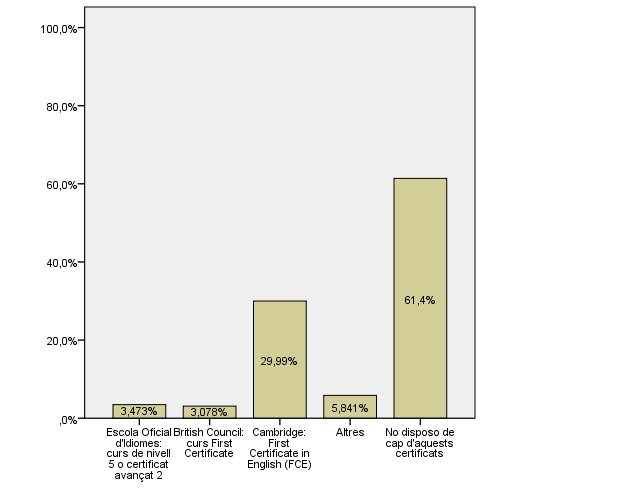 100,0%
80,0%
60,0%
40,0%
20,0%
,0%
3,473%
3,078%
29,99%
5,841%
61,4%
Escola Oficial
d'Idiomes:
curs de nivell
5 o certificat
avançat 2
British Council:
curs First
Certificate
Cambridge:
First
Certificate in
English (FCE)
Altres
No disposo de
cap d'aquests
certificats